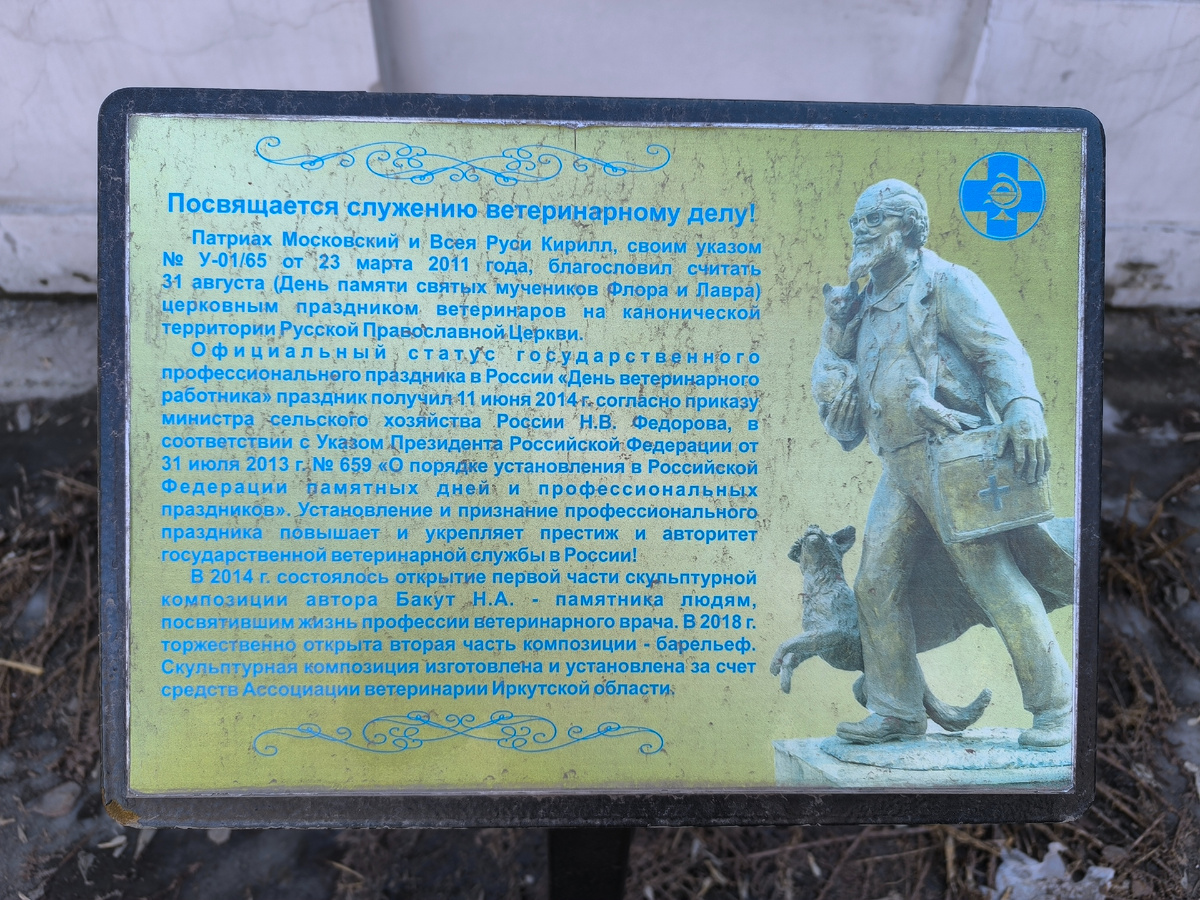 Посвящается служению ветеринарному делу!
Патриах Московский и Всея Руси Кирилл, своим указом
№ У-01/65 от 23 марта 2011 года, благословил считать
31 августа (День памяти святых мучеников Флора и Лавра)
церковным праздником ветеринаров на канонической
территории Русской Православной Церкви.
Официальный статус государственного
профессионального праздника в России «День ветеринарного
работника» праздник получил 11 июня 2014 г. согласно приказу
министра сельского хозяйства России Н.В. Федорова, в
соответствии с Указом Президента Российской Федерации от
31 июля 2013 г. № 659 «О порядке установления в Российской
Федерации памятных дней и профессиональных
праздников». Установление и признание профессионального
праздника повышает и укрепляет престиж и авторитет
государственной ветеринарной службы в России!
В 2014 г. состоялось открытие первой части скульптурной
композиции автора Бакут Н.А. - памятника людям,
посвятившим жизнь профессии ветеринарного врача. В 2018 г.
торжественно открыта вторая часть композиции - барельеф.
Скульптурная композиция изготовлена и установлена за счет
средств Ассоциации ветеринарии Иркутской области.